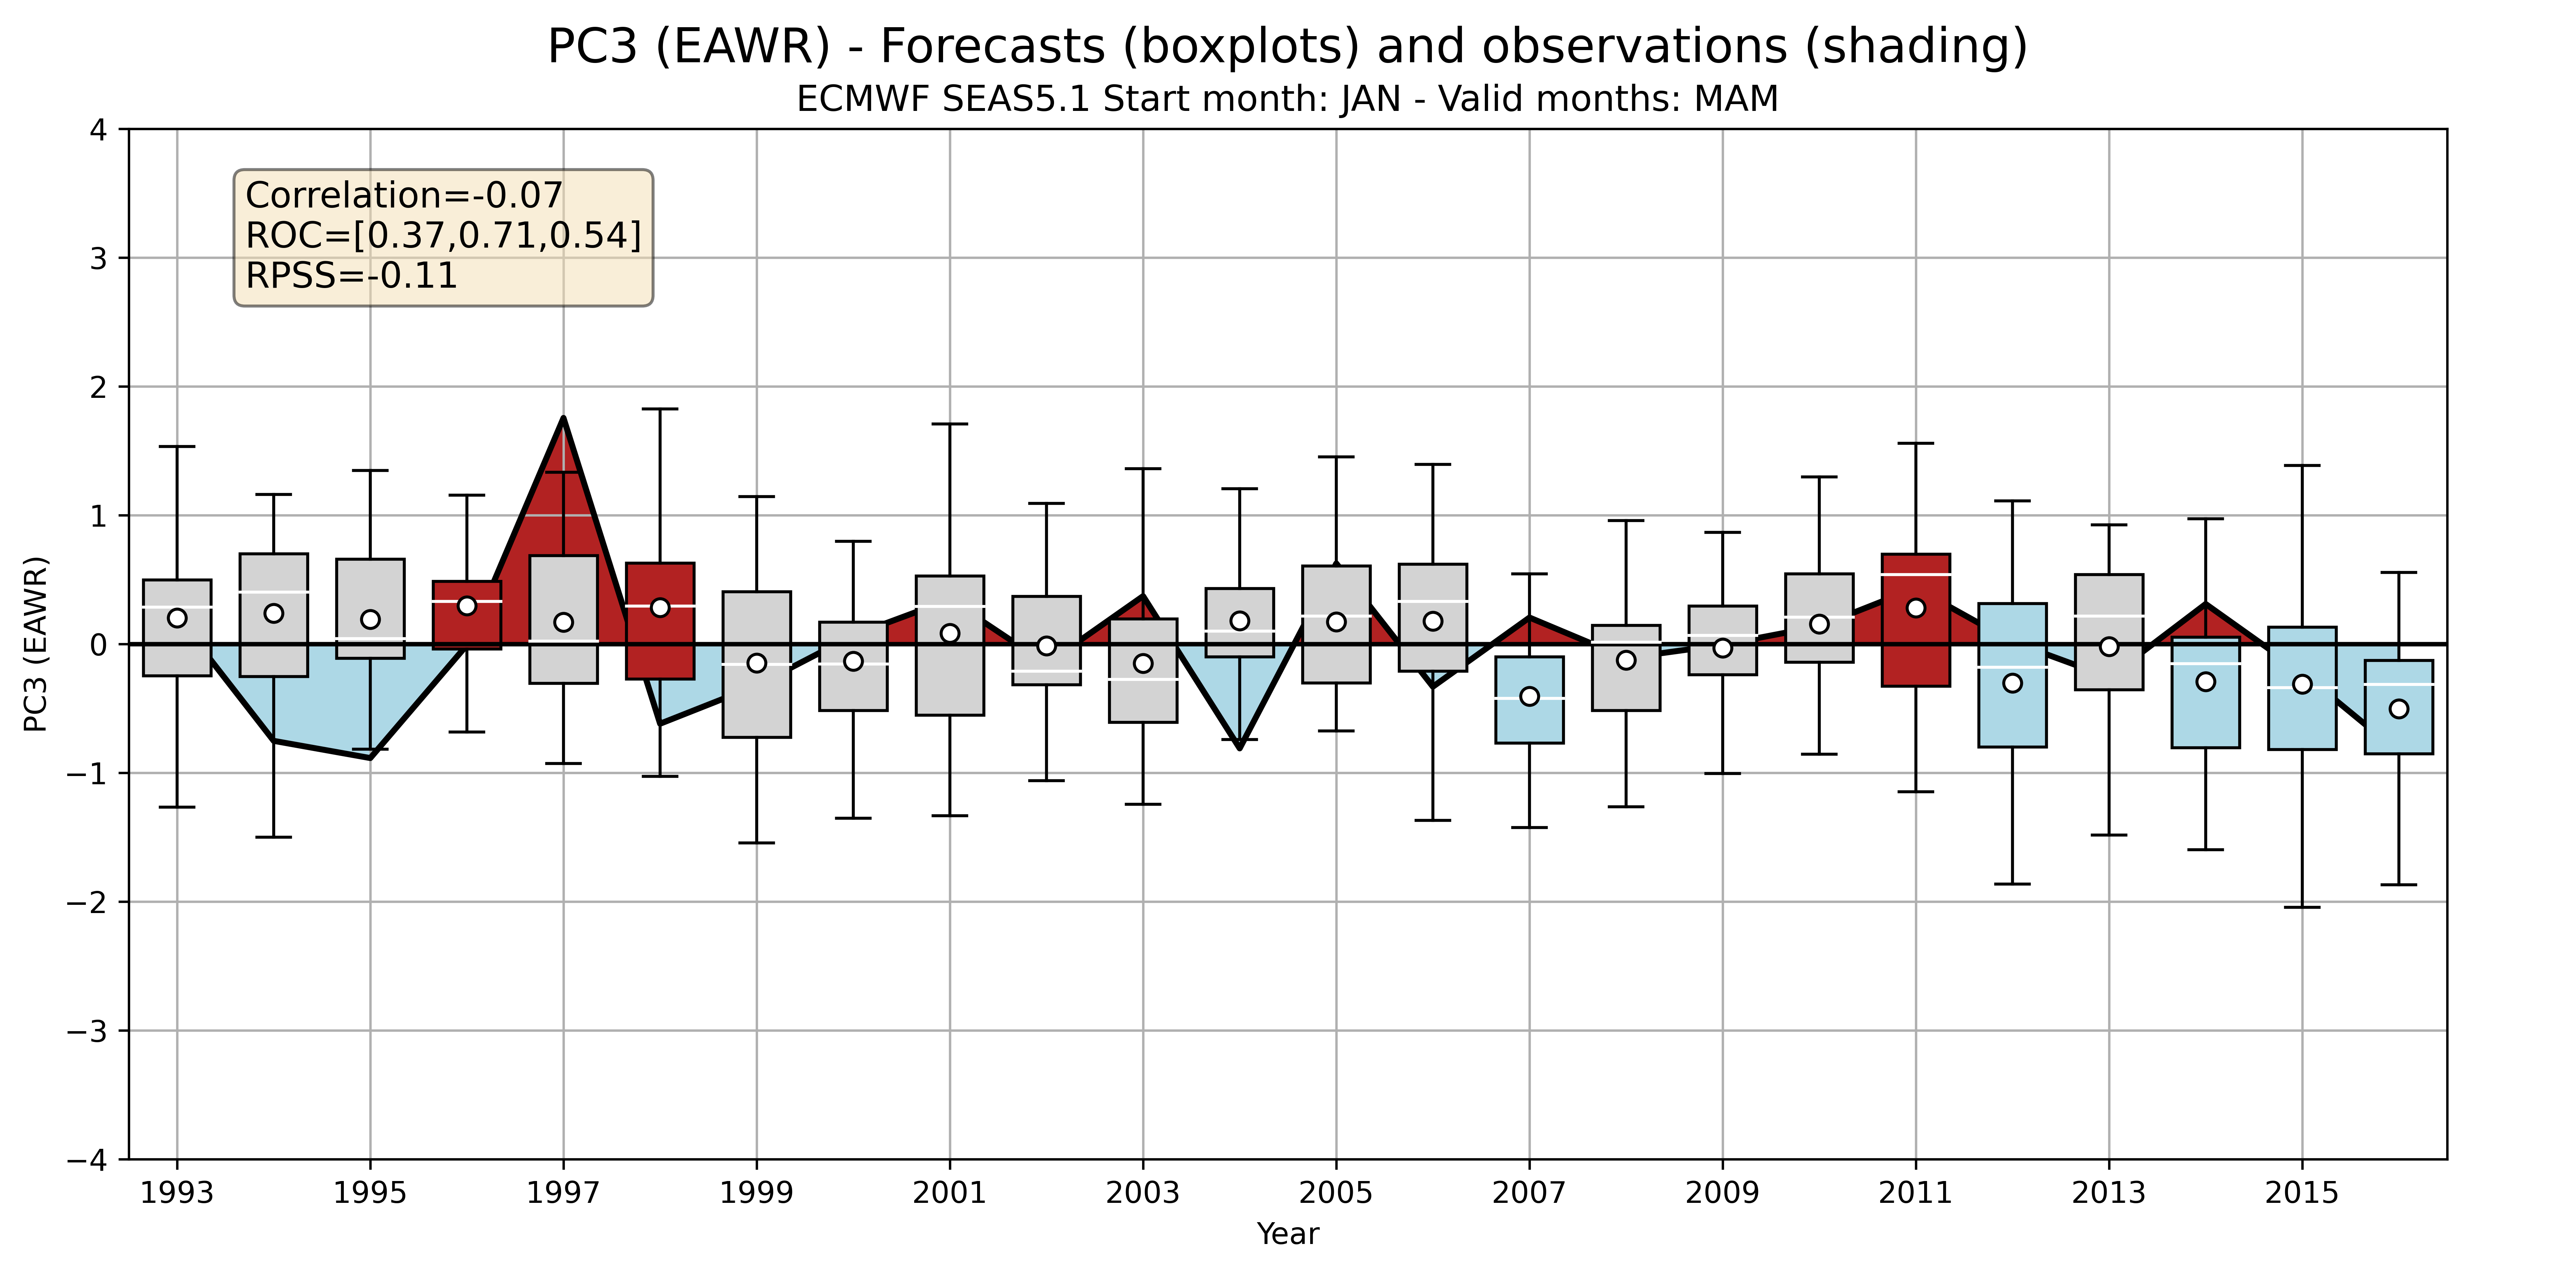 PC3 (EAWR) - Forecasts (boxplots) and observations (shading)
ECMWF SEAS5.1 Start month: JAN - Valid months: MAM
Correlation=-0.07
ROC=[0.37,0.71,0.54]
RPSS=-0.11
PC3 (EAWR)
4
3
2
1
0
−1
−2
−3
−4
1993 1995 1997 1999 2001 2003 2005 2007 2009 2011 2013 2015
Year